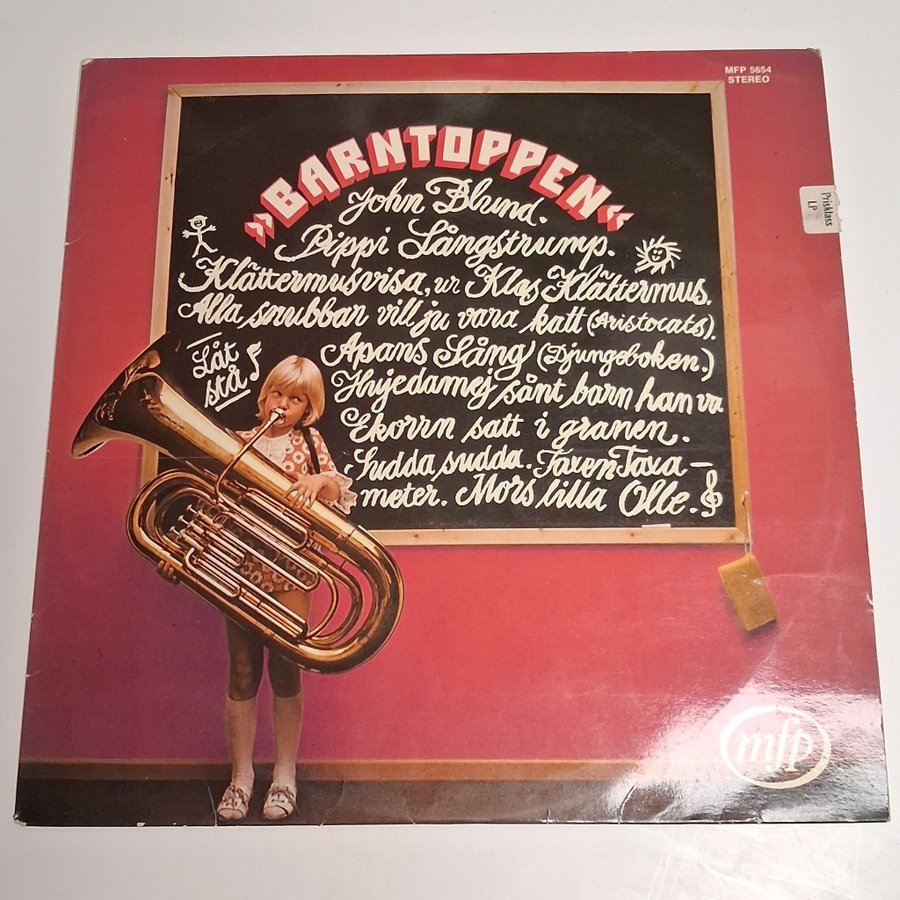 MFP 5654
STEREO
»BARNTOPPEN«
John Blund.
Pippi Långstrump.
Klättermusvisa, ur Klas Klättermus.
Alla snubbar vill ju vara katt (Aristocats).
Apans Sång (Djungelboken.)
Hujedamej sånt barn han va
Ekorrn satt i granen.
Sudda sudda. Taxen Taxa-
meter. Mors lilla Olle.
Låt
stå
Prisklass
LP
mfp